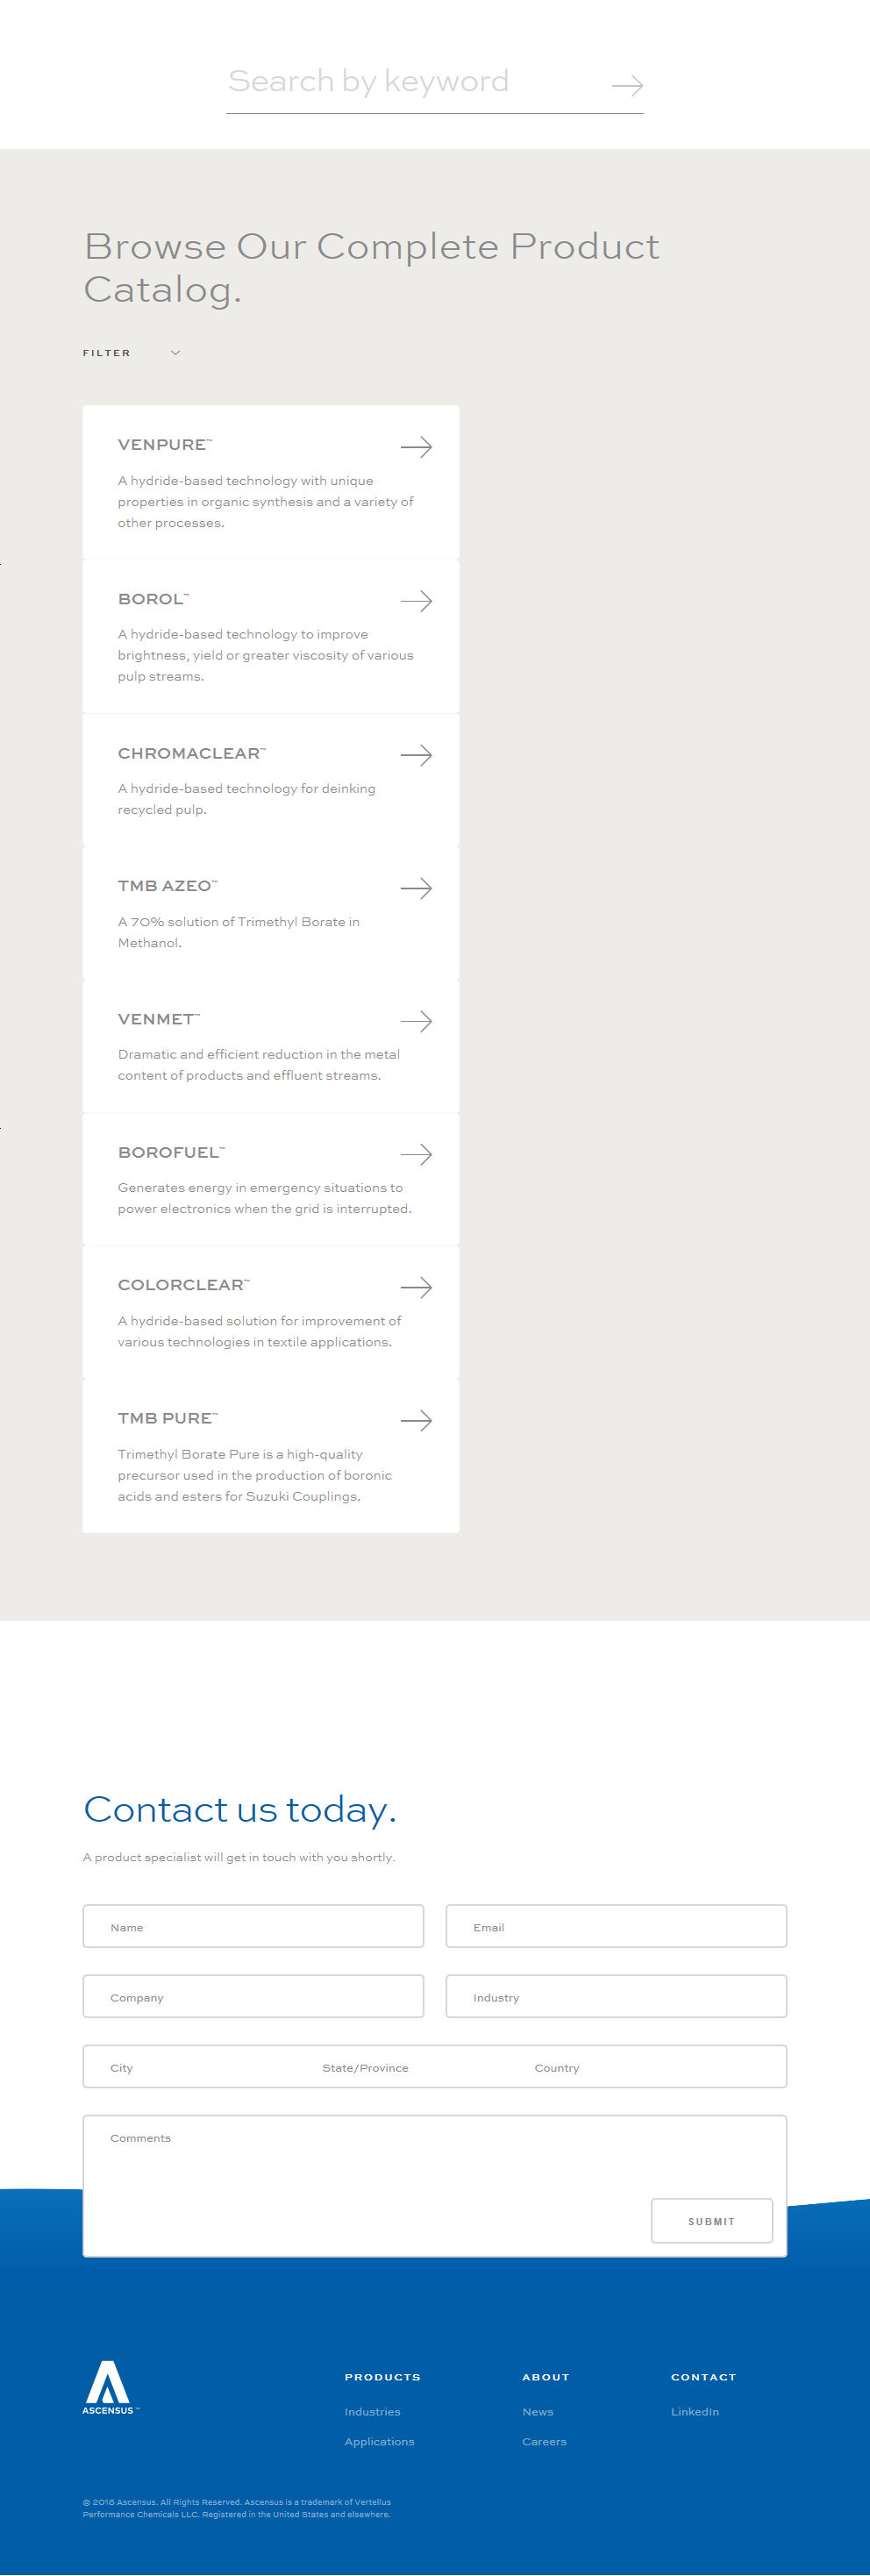 Search by keyword
Browse Our Complete Product
Catalog.
FILTER
VENPURE™
A hydride-based technology with unique
properties in organic synthesis and a variety of
other processes.
BOROL™
A hydride-based technology to improve
brightness, yield or greater viscosity of various
pulp streams.
CHROMACLEAR™
A hydride-based technology for deinking
recycled pulp.
TMB AZEO™
A 70% solution of Trimethyl Borate in
Methanol.
VENMET™
Dramatic and efficient reduction in the metal
content of products and effluent streams.
BOROFUEL™
Generates energy in emergency situations to
power electronics when the grid is interrupted.
COLORCLEAR™
A hydride-based solution for improvement of
various technologies in textile applications.
TMB PURE™
Trimethyl Borate Pure is a high-quality
precursor used in the production of boronic
acids and esters for Suzuki Couplings.
Contact us today.
A product specialist will get in touch with you shortly.
Name
Email
Company
Industry
City
State/Province
Country
Comments
SUBMIT
ASCENSUS™
PRODUCTS
Industries
Applications
ABOUT
News
Careers
CONTACT
LinkedIn
© 2018 Ascensus. All Rights Reserved. Ascensus is a trademark of Vertellus
Performance Chemicals LLC. Registered in the United States and elsewhere.